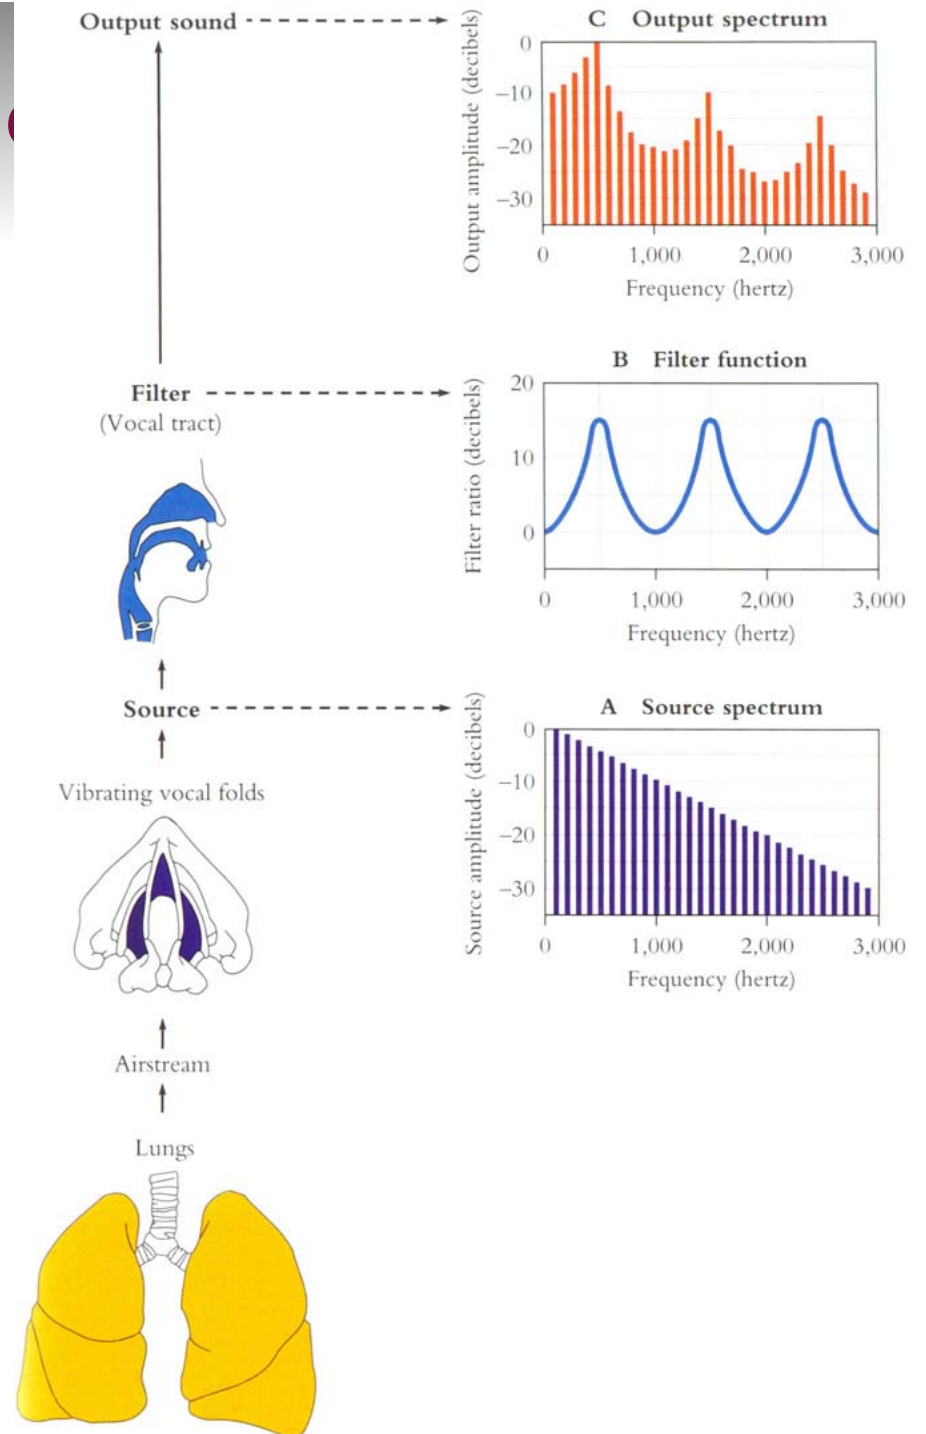 Output sound
C Output spectrum
Output amplitude (decibels)
0
–10
–20
–30
0 1,000 2,000 3,000
Frequency (hertz)
Filter
(Vocal tract)
B Filter function
Filter ratio (decibels)
20
10
0
0 1,000 2,000 3,000
Frequency (hertz)
Source
A Source spectrum
Source amplitude (decibels)
0
–10
–20
–30
0 1,000 2,000 3,000
Frequency (hertz)
Vibrating vocal folds
Airstream
Lungs